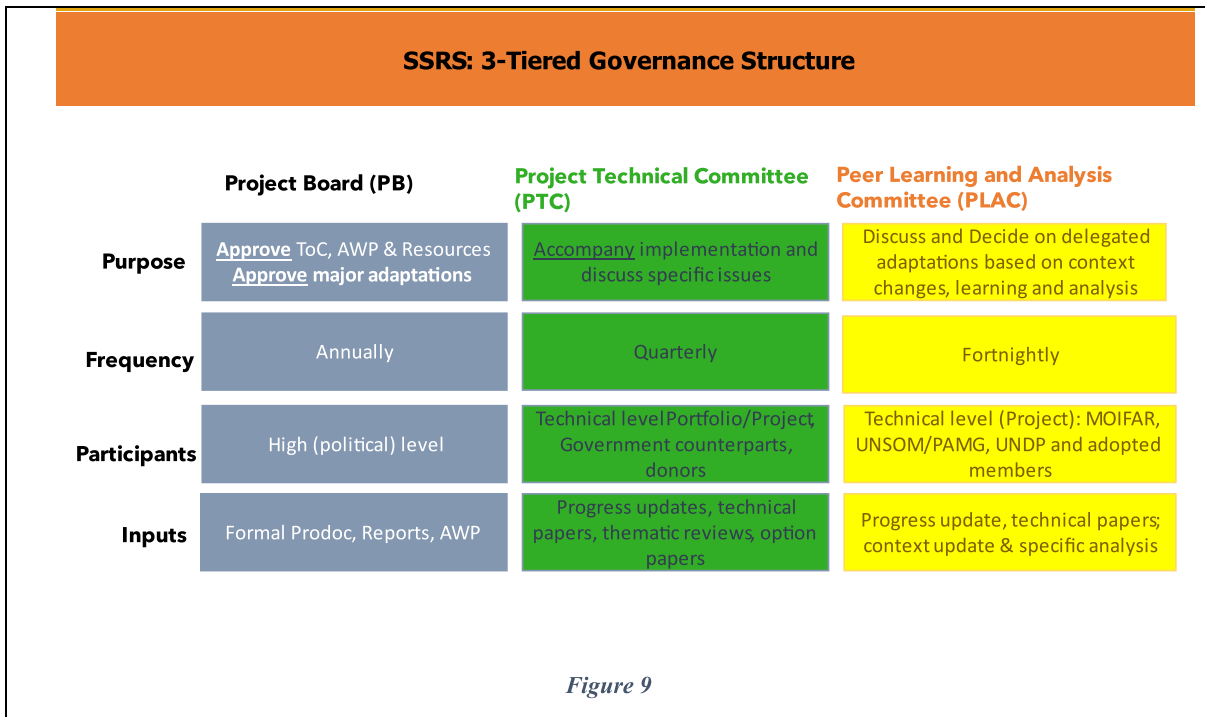 SSRS: 3-Tiered Governance Structure
Project Board (PB)
Project Technical Committee
(PTC)
Peer Learning and Analysis
Committee (PLAC)
Purpose
Approve ToC, AWP & Resources
Approve major adaptations
Accompany implementation and
discuss specific issues
Discuss and Decide on delegated
adaptations based on context
changes, learning and analysis
Frequency
Annually
Quarterly
Fortnightly
Participants
High (political) level
Technical level Portfolio/Project,
Government counterparts,
donors
Technical level (Project): MOIFAR,
UNSOM/PAMG, UNDP and adopted
members
Inputs
Formal Prodoc, Reports, AWP
Progress updates, technical
papers, thematic reviews, option
papers
Progress update, technical papers;
context update & specific analysis
Figure 9